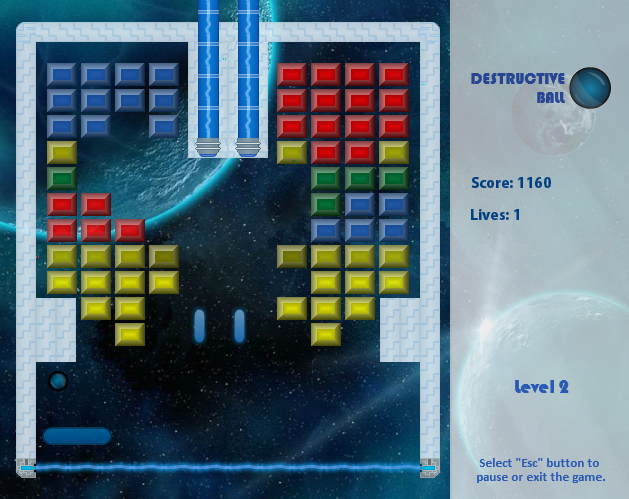 DESTRUCTIVE
BALL
Score: 1160
Lives: 1
Level 2
Select "Esc" button to
pause or exit the game.